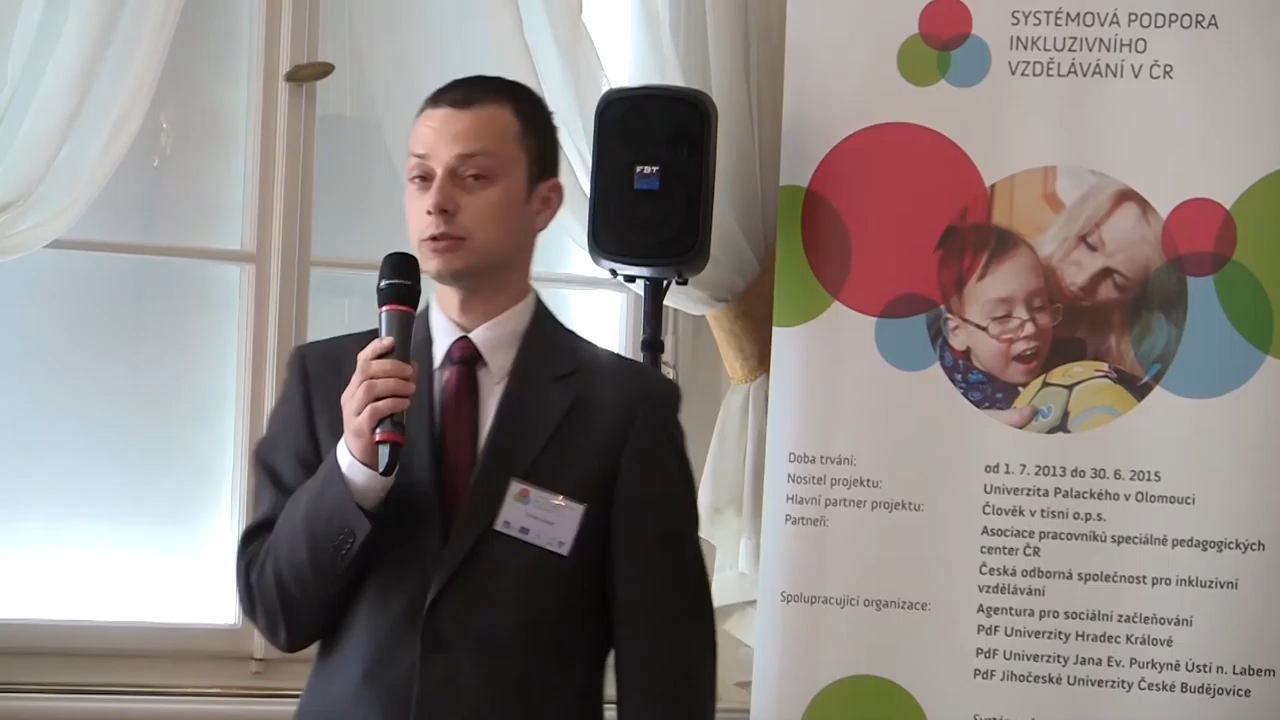 SYSTÉMOVÁ PODPORA
INKLUZIVNÍHO
VZDĚLÁVÁNÍ V ČR
FBT
Doba trvání:
od 1. 7. 2013 do 30. 6. 2015
Nositel projektu:
Univerzita Palackého v Olomouci
Hlavní partner projektu:
Člověk v tísni o.p.s.
Partneři:
Asociace pracovníků speciálně pedagogických
center ČR
Česká odborná společnost pro inkluzivní
vzdělávání
Spolupracující organizace:
Agentura pro sociální začleňování
PdF Univerzity Hradec Králové
PdF Univerzity Jana Ev. Purkyně Ústí n. Labem
PdF Jihočeské Univerzity České Budějovice